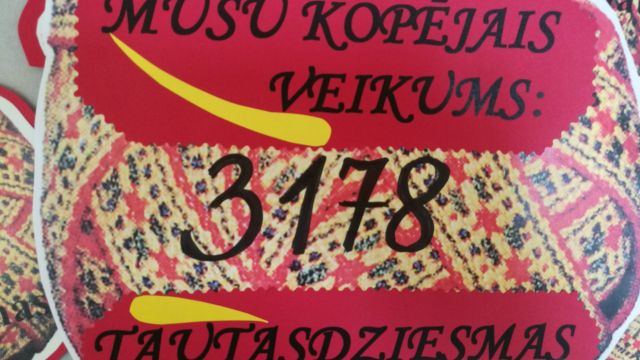 MŪSU KOPĒJAIS
VEIKUMS:
3178
TAUTASDZIESMAS